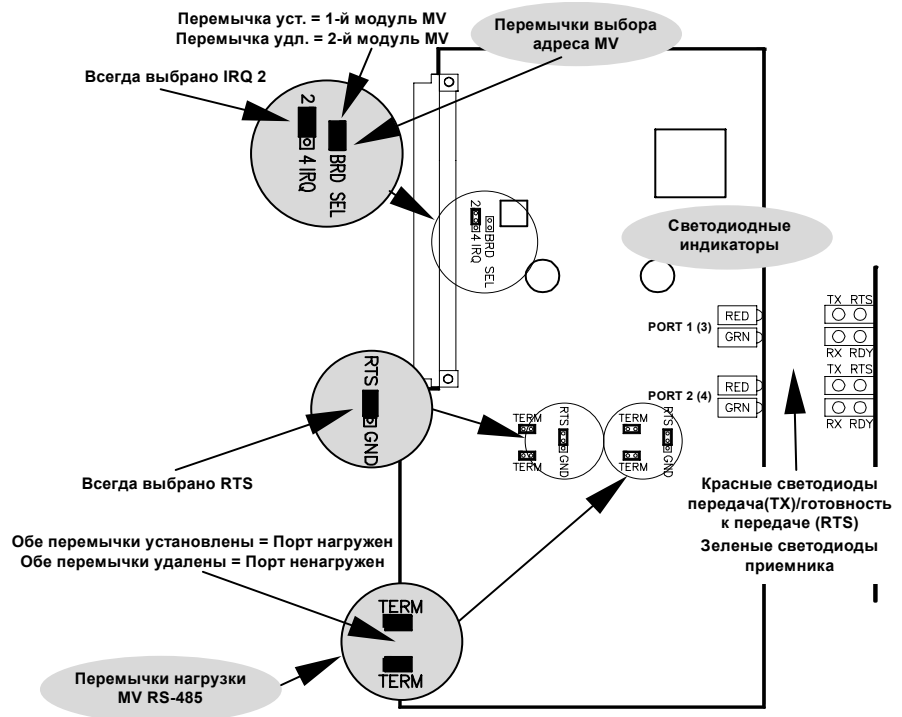 Перемычка уст. = 1-й модуль MV
Перемычка удл. = 2-й модуль MV
Перемычки выбора
адреса MV
Всегда выбрано IRQ 2
2
4 IRQ
BRD SEL
2
4 IRQ
BRD SEL
Светодиодные
индикаторы
PORT 1 (3)
RED
GRN
TX RTS
RX RDY
PORT 2 (4)
RED
GRN
TX RTS
RX RDY
RTS
GND
TERM
TERM
RTS
GND
TERM
TERM
RTS
GND
Всегда выбрано RTS
Красные светодиоды
передача(TX)/готовность
к передаче (RTS)
Зеленые светодиоды
приемника
Обе перемычки установлены = Порт нагружен
Обе перемычки удалены = Порт ненагружен
TERM
TERM
Перемычки нагрузки
MV RS-485